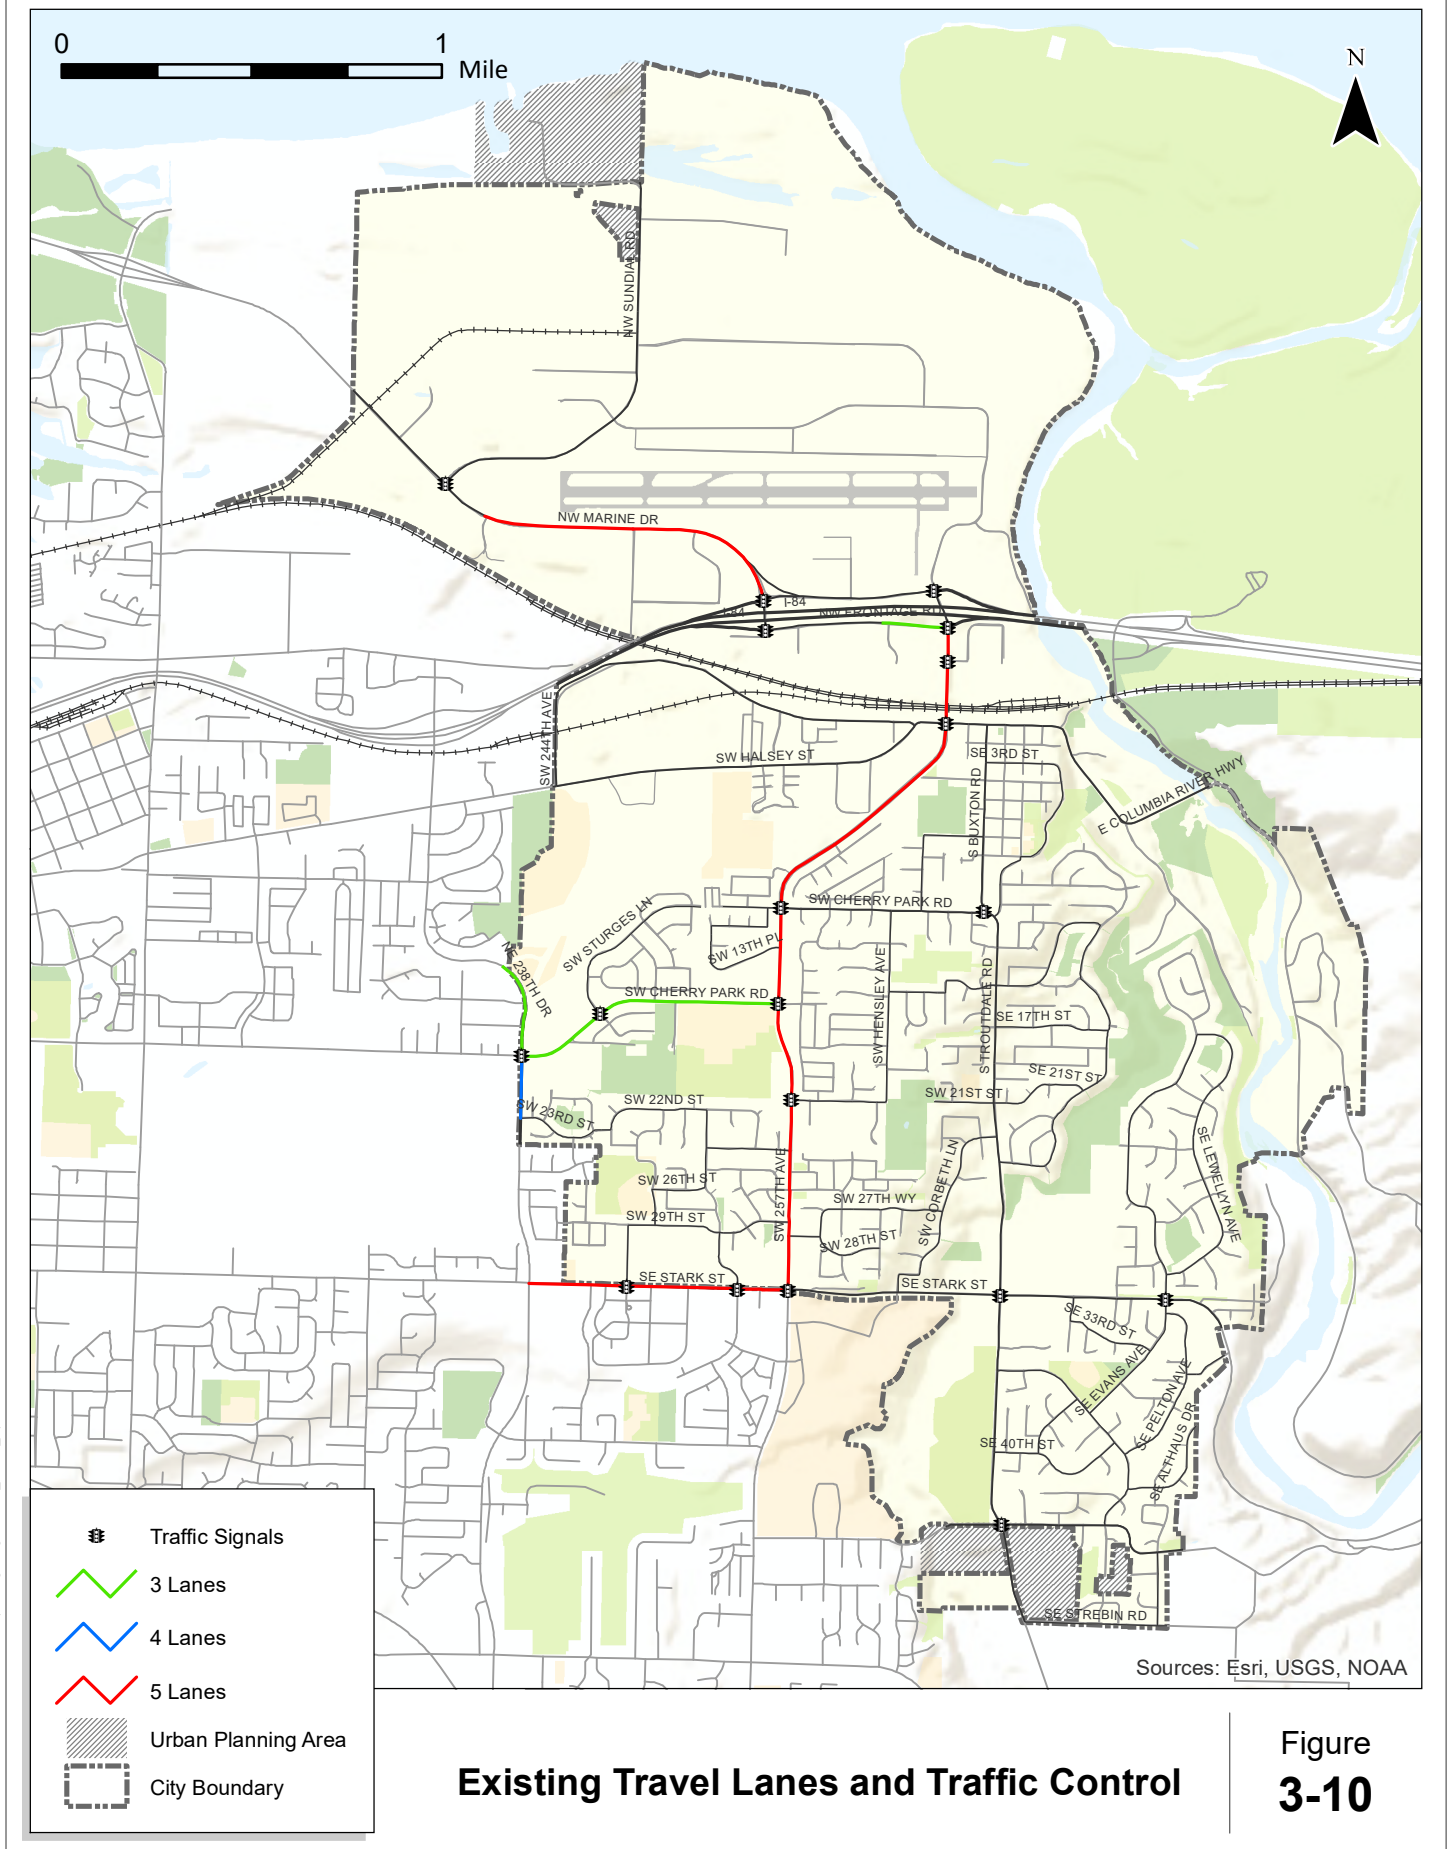 0 1
Mile
N
NW SUNDIAL RD
NW MARINE DR
I-84
I-84
NW FRONTAGE RD
SW 244TH AVE
SW HALSEY ST
SE 3RD ST
S BUXTON RD
E COLUMBIA RIVER HWY
SW CHERRY PARK RD
SW STURGES LN
SW 13TH PL
NE 238TH DR
SW CHERRY PARK RD
SW HENSLEY AVE
S TROUTDALE RD
SE 17TH ST
SE 21ST ST
SW 21ST ST
SW 22ND ST
SW 23RD ST
SE LEWELLYN AVE
SW 257TH AVE
SW CORBETH LN
SW 26TH ST
SW 27TH WY
SW 29TH ST
SW 28TH ST
SE STARK ST
SE STARK ST
SE 33RD ST
SE EVANS AVE
SE PELTON AVE
SE ALTHAUS DR
SE 40TH ST
SE STREBIN RD
Sources: Esri, USGS, NOAA
Traffic Signals
3 Lanes
4 Lanes
5 Lanes
Urban Planning Area
City Boundary
Existing Travel Lanes and Traffic Control
Figure
3-10